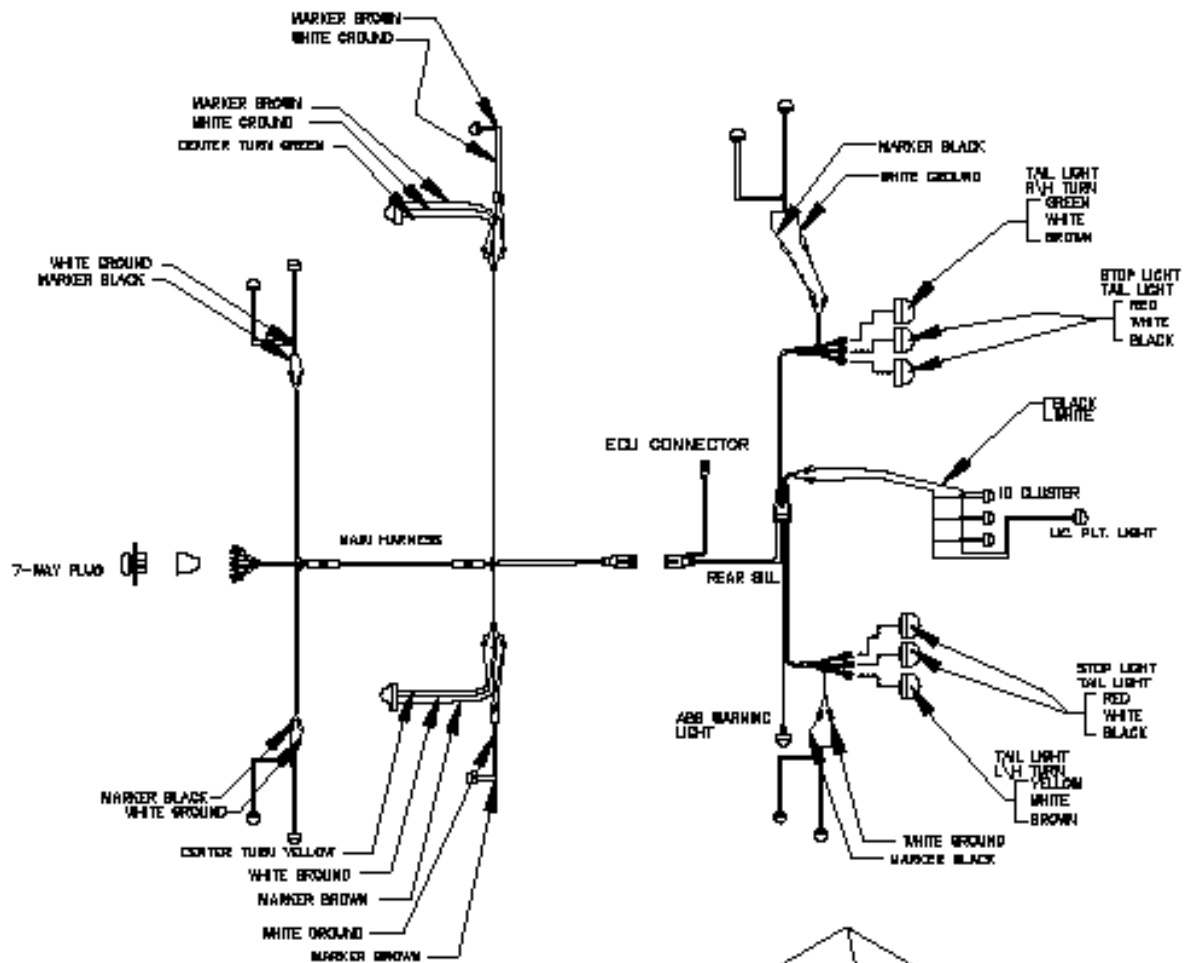 MARKER BROWN
WHITE GROUND
MARKER BROWN
WHITE GROUND
CENTER TURN GREEN
WHITE GROUND
MARKER BLACK
MARKER BLACK
WHITE GROUND
TAIL LIGHT
R\H TURN
GREEN
WHITE
BROWN
STOP LIGHT
TAIL LIGHT
RED
WHITE
BLACK
BLACK
WHITE
ECU CONNECTOR
ID CLUSTER
LIC. PLT. LIGHT
MAIN HARNESS
7-WAY PLUG
REAR SILL
STOP LIGHT
TAIL LIGHT
RED
WHITE
BLACK
ABS WARNING
LIGHT
TAIL LIGHT
L\H TURN
YELLOW
WHITE
BROWN
MARKER BLACK
WHITE GROUND
WHITE GROUND
MARKER BLACK
CENTER TURN YELLOW
WHITE GROUND
MARKER BROWN
WHITE GROUND
MARKER BROWN